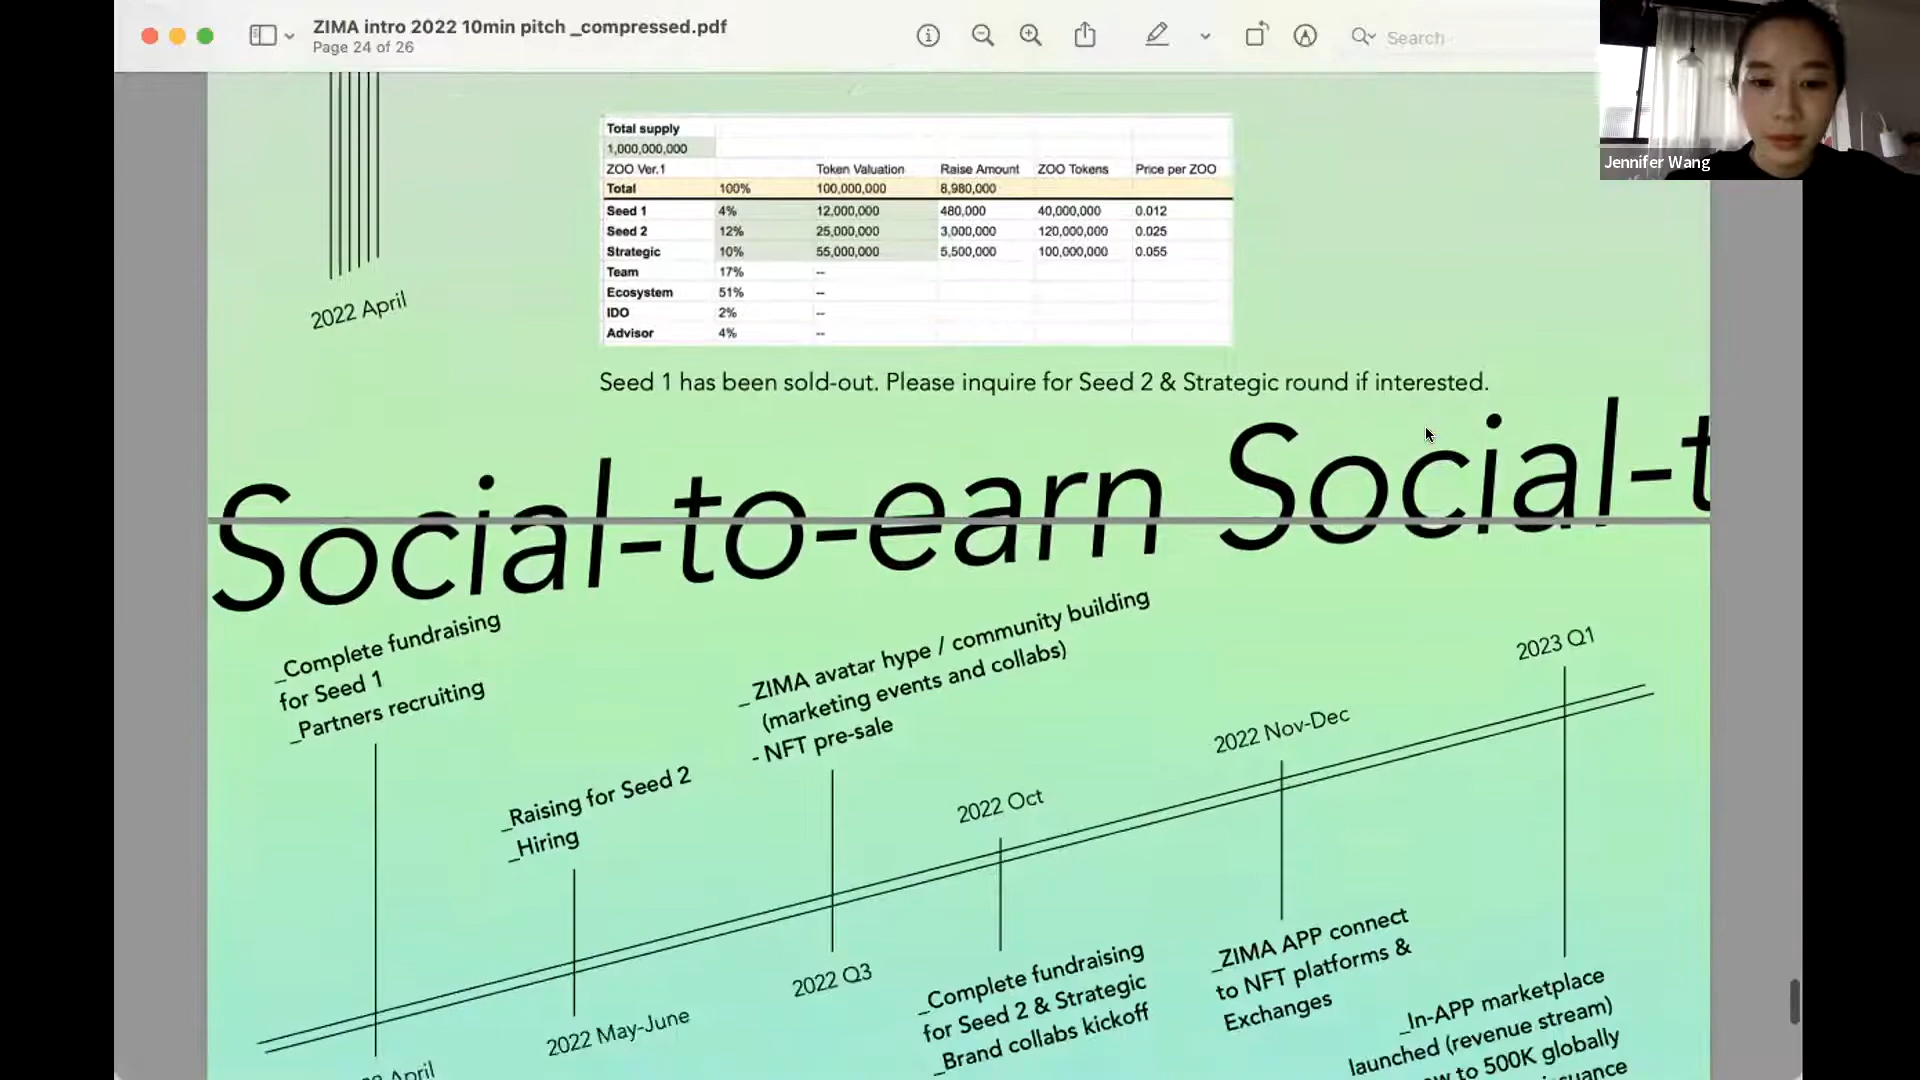 ZIMA intro 2022 10min pitch _compressed.pdf
Page 24 of 26
Search
Jennifer Wang
Total supply
1,000,000,000
ZOO Ver.1 Token Valuation Raise Amount ZOO Tokens Price per ZOO
Total 100% 100,000,000 8,980,000
Seed 1 4% 12,000,000 480,000 40,000,000 0.012
Seed 2 12% 25,000,000 3,000,000 120,000,000 0.025
Strategic 10% 55,000,000 5,500,000 100,000,000 0.055
Team 17% --
Ecosystem 51% --
IDO 2% --
Advisor 4% --
2022 April
Seed 1 has been sold-out. Please inquire for Seed 2 & Strategic round if interested.
Social-to-earn Social-t
_Complete fundraising
for Seed 1
_Partners recruiting
_Raising for Seed 2
_Hiring
2022 May-June
_ZIMA avatar hype / community building
(marketing events and collabs)
- NFT pre-sale
2022 Q3
2022 Oct
_Complete fundraising
for Seed 2 & Strategic
_Brand collabs kickoff
2022 Nov-Dec
_ZIMA APP connect
to NFT platforms &
Exchanges
2023 Q1
_In-APP marketplace
launched (revenue stream)
to 500K globally
April